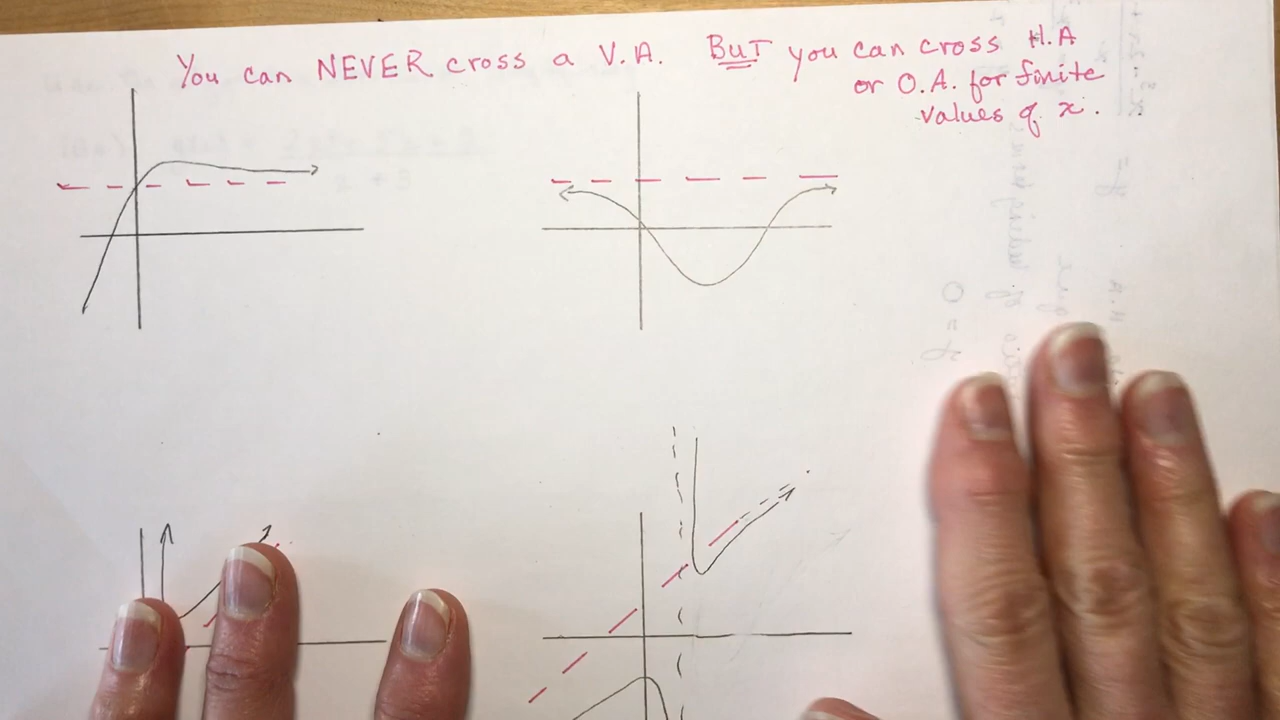 You can NEVER cross a V.A. BUT you can cross H.A
or O.A. for finite
values of x.